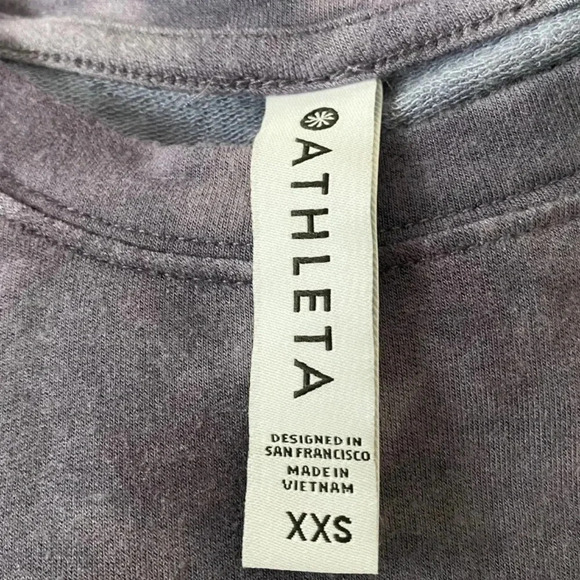 ATHLETA
DESIGNED IN
SAN FRANCISCO
MADE IN
VIETNAM
XXS